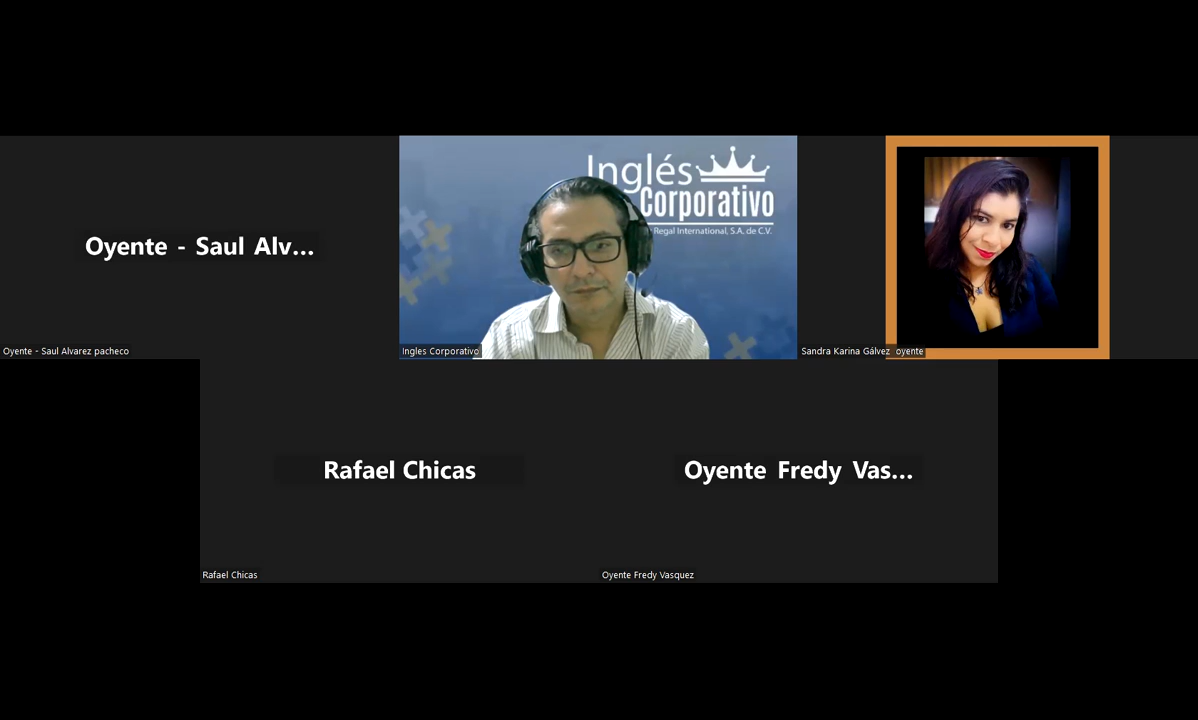 Oyente - Saul Alv...
Oyente - Saul Alvarez pacheco
Inglés
Corporativo
Regal International, S.A. de C.V.
Ingles Corporativo
Sandra Karina Gálvez oyente
Rafael Chicas
Rafael Chicas
Oyente Fredy Vas...
Oyente Fredy Vasquez